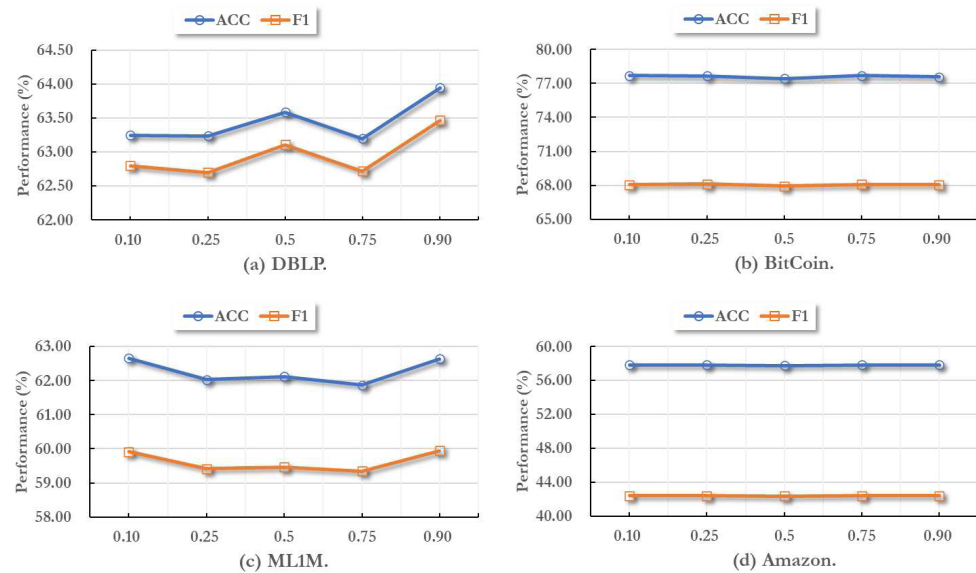 ACC F1
Performance (%)
64.50
64.00
63.50
63.00
62.50
62.00
0.10 0.25 0.5 0.75 0.90
(a) DBLP.
ACC F1
Performance (%)
80.00
77.00
74.00
71.00
68.00
65.00
0.10 0.25 0.5 0.75 0.90
(b) BitCoin.
ACC F1
Performance (%)
63.00
62.00
61.00
60.00
59.00
58.00
0.10 0.25 0.5 0.75 0.90
(c) ML1M.
ACC F1
Performance (%)
60.00
56.00
52.00
48.00
44.00
40.00
0.10 0.25 0.5 0.75 0.90
(d) Amazon.